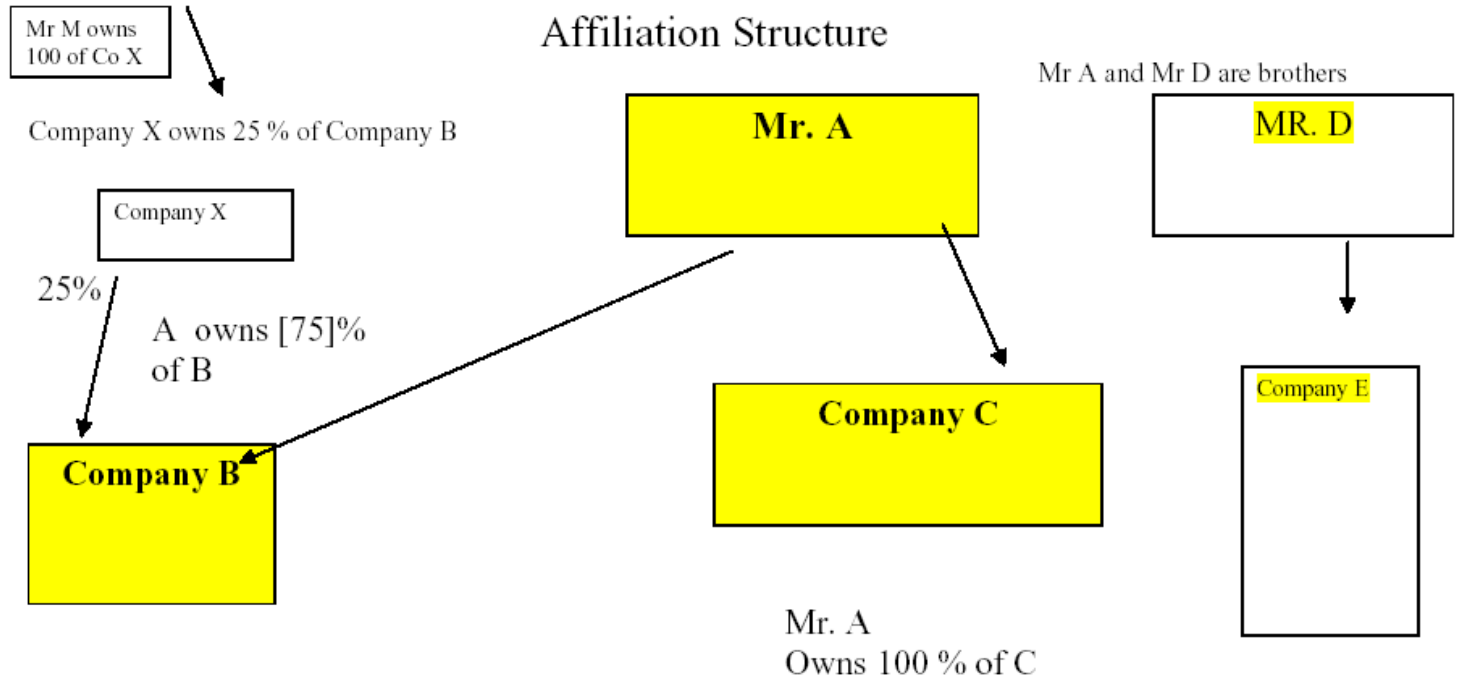 Mr M owns
100 of Co X
Affiliation Structure
Mr A and Mr D are brothers
Company X owns 25 % of Company B
Mr. A
MR. D
Company X
25%
A owns [75]%
of B
Company B
Company C
Company E
Mr. A
Owns 100 % of C